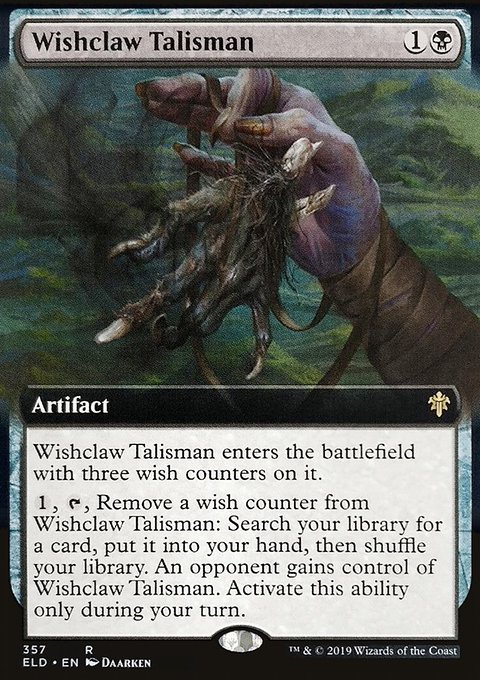 Wishclaw Talisman 1
Artifact
Wishclaw Talisman enters the battlefield
with three wish counters on it.
1, , Remove a wish counter from
Wishclaw Talisman: Search your library for
a card, put it into your hand, then shuffle
your library. An opponent gains control of
Wishclaw Talisman. Activate this ability
only during your turn.
357 R
ELD • EN DAARKEN
™ & © 2019 Wizards of the Coast